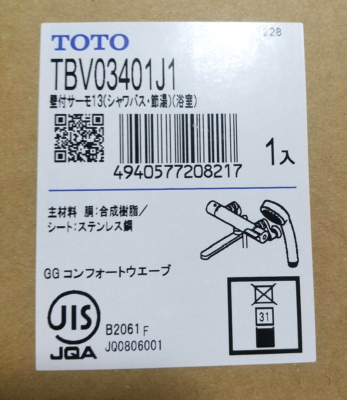 228
TOTO
TBV03401J1
壁付サーモ13(シャワバス・節湯)(浴室)
1入
4940577208217
主材料 胴:合成樹脂/
シート:ステンレス鋼
GG コンフォートウエーブ
JIS
JQA
B2061 F
JQ0806001
31